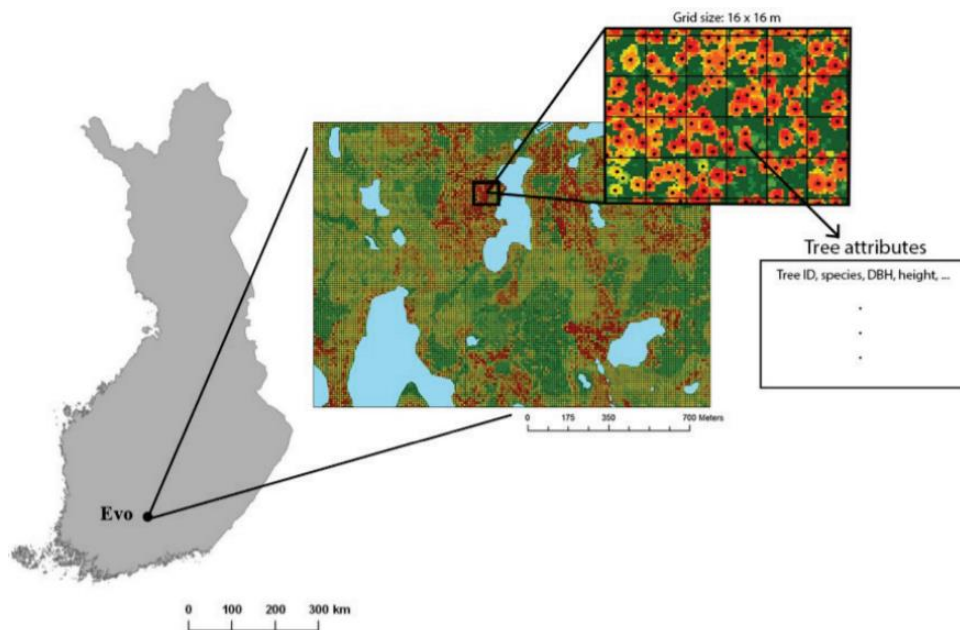 Grid size: 16 x 16 m
Tree attributes
Tree ID, species, DBH, height, ...
0 175 350 700 Meters
Evo
0 100 200 300 km